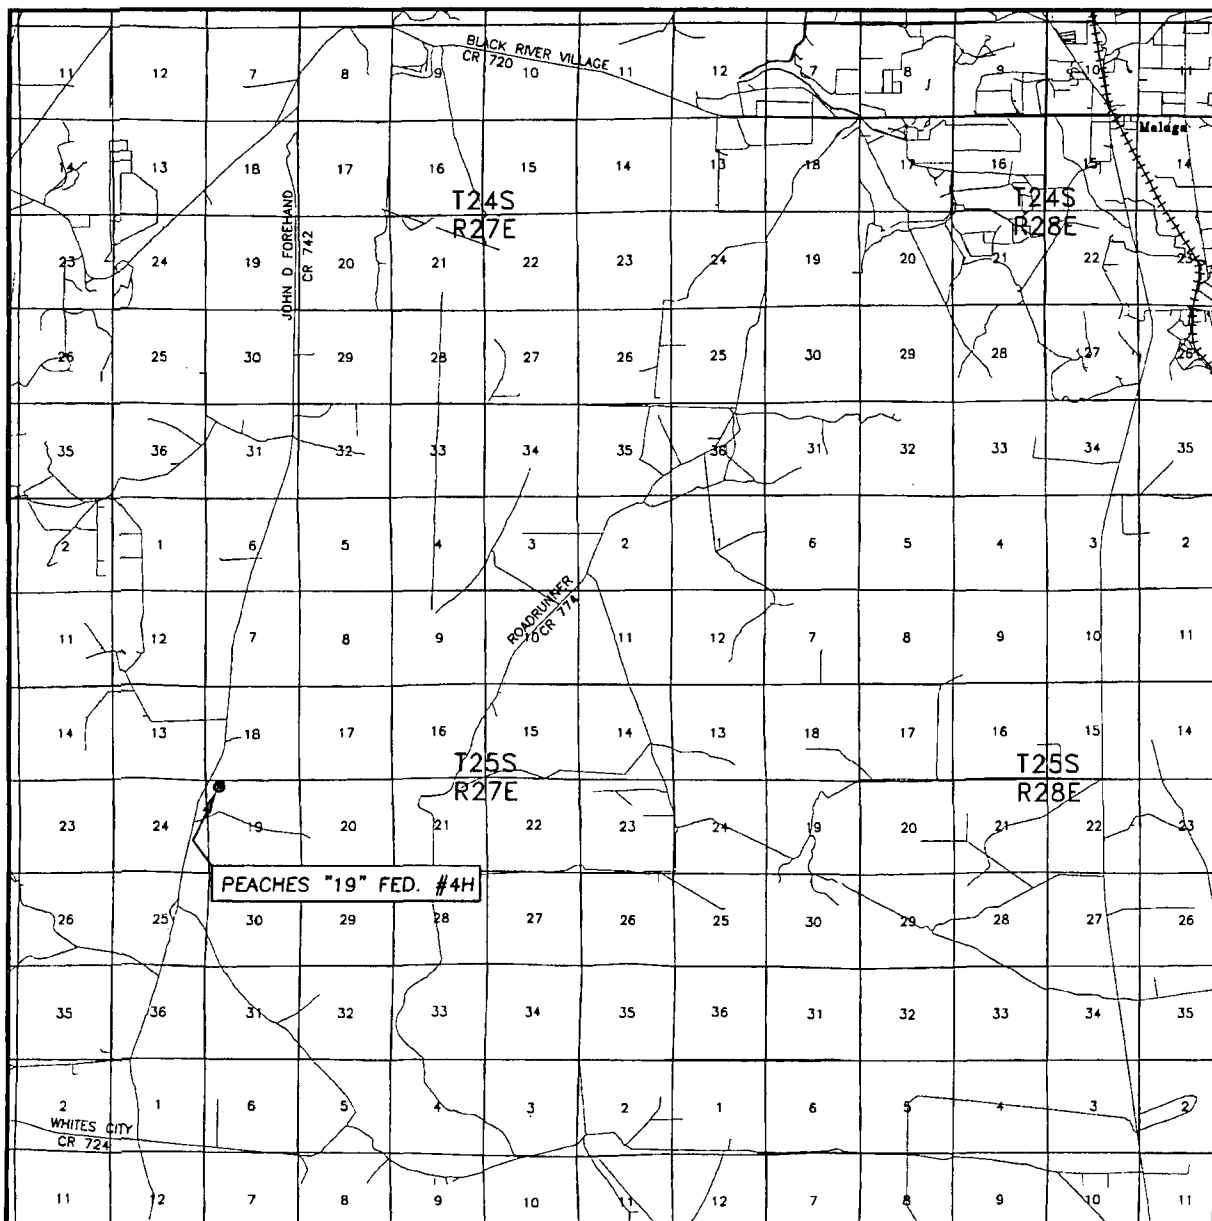 BLACK RIVER VILLAGE
CR 720
11 12 7 8 9 10 11 12 7 8 9 10 11
J
Malaga
14 13 18 17 16 15 14 13 18 17 16 15 14
T24S
R27E
T24S
R28E
JOHN D FORELAND
CR 742
23 24 19 20 21 22 23 24 19 20 21 22 23
26 25 30 29 28 27 26 25 30 29 28 27 26
35 36 31 32 33 34 35 36 31 32 33 34 35
2 1 6 5 4 3 2 1 6 5 4 3 2
ROADRUNNER
CR 774
11 12 7 8 9 10 11 12 7 8 9 10 11
14 13 18 17 16 15 14 13 18 17 16 15 14
T25S
R27E
T25S
R28E
23 24 19 20 21 22 23 24 19 20 21 22 23
PEACHES "19" FED. #4H
26 25 30 29 28 27 26 25 30 29 28 27 26
35 36 31 32 33 34 35 36 31 32 33 34 35
2 1 6 5 4 3 2 1 6 5 4 3 2
WHITES CITY
CR 724
11 12 7 8 9 10 11 12 7 8 9 10 11